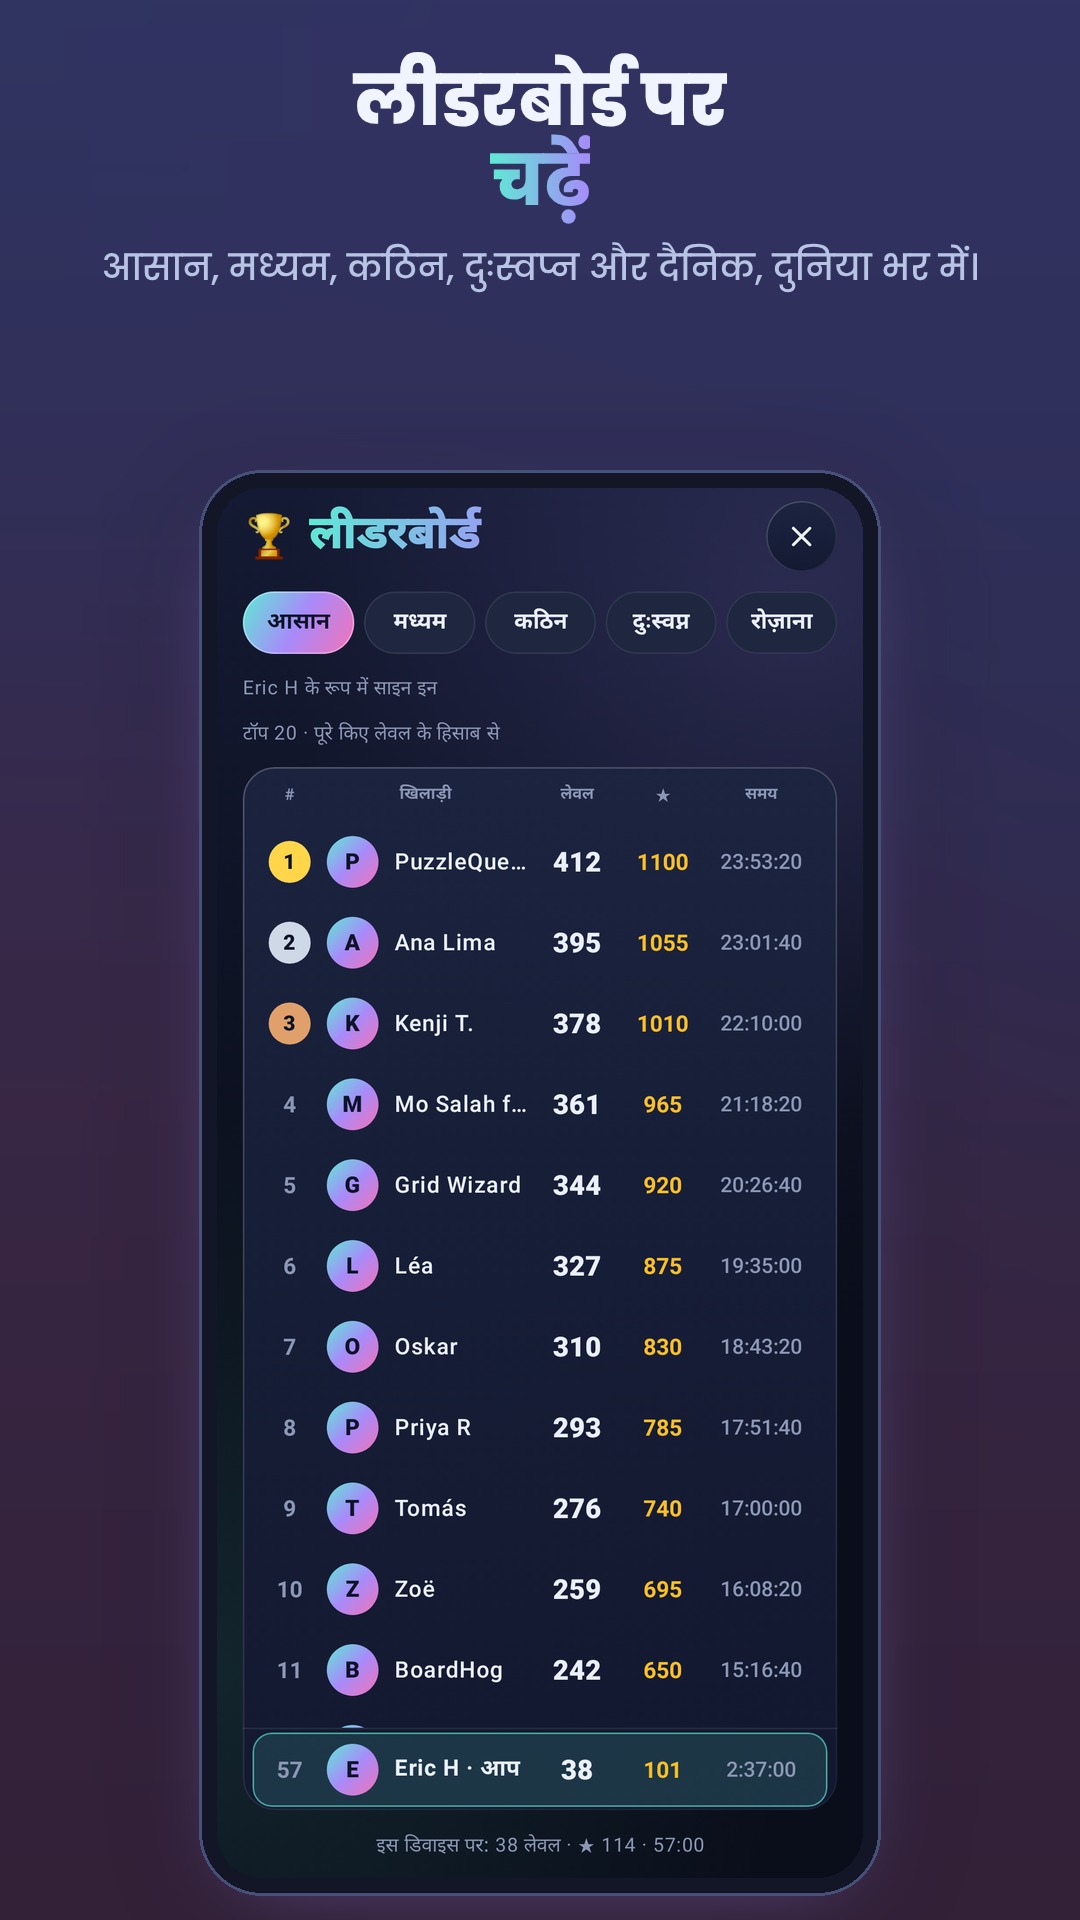 लीडरबोर्ड पर
चढ़ें
आसान, मध्यम, कठिन, दुःस्वप्न और दैनिक, दुनिया भर में।
🏆 लीडरबोर्ड ✕
आसान मध्यम कठिन दुःस्वप्न रोज़ाना
Eric H के रूप में साइन इन
टॉप 20 · पूरे किए लेवल के हिसाब से
# खिलाड़ी लेवल ★ समय
1 P PuzzleQue… 412 1100 23:53:20
2 A Ana Lima 395 1055 23:01:40
3 K Kenji T. 378 1010 22:10:00
4 M Mo Salah f… 361 965 21:18:20
5 G Grid Wizard 344 920 20:26:40
6 L Léa 327 875 19:35:00
7 O Oskar 310 830 18:43:20
8 P Priya R 293 785 17:51:40
9 T Tomás 276 740 17:00:00
10 Z Zoë 259 695 16:08:20
11 B BoardHog 242 650 15:16:40
57 E Eric H · आप 38 101 2:37:00
इस डिवाइस पर: 38 लेवल · ★ 114 · 57:00